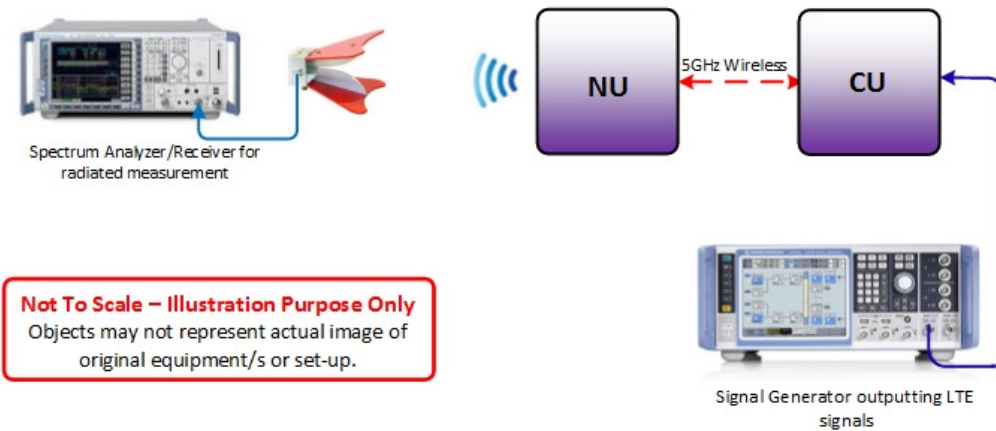 NU
5GHz Wireless
CU
Spectrum Analyzer/Receiver for
radiated measurement
Not To Scale – Illustration Purpose Only
Objects may not represent actual image of
original equipment/s or set-up.
Signal Generator outputting LTE
signals